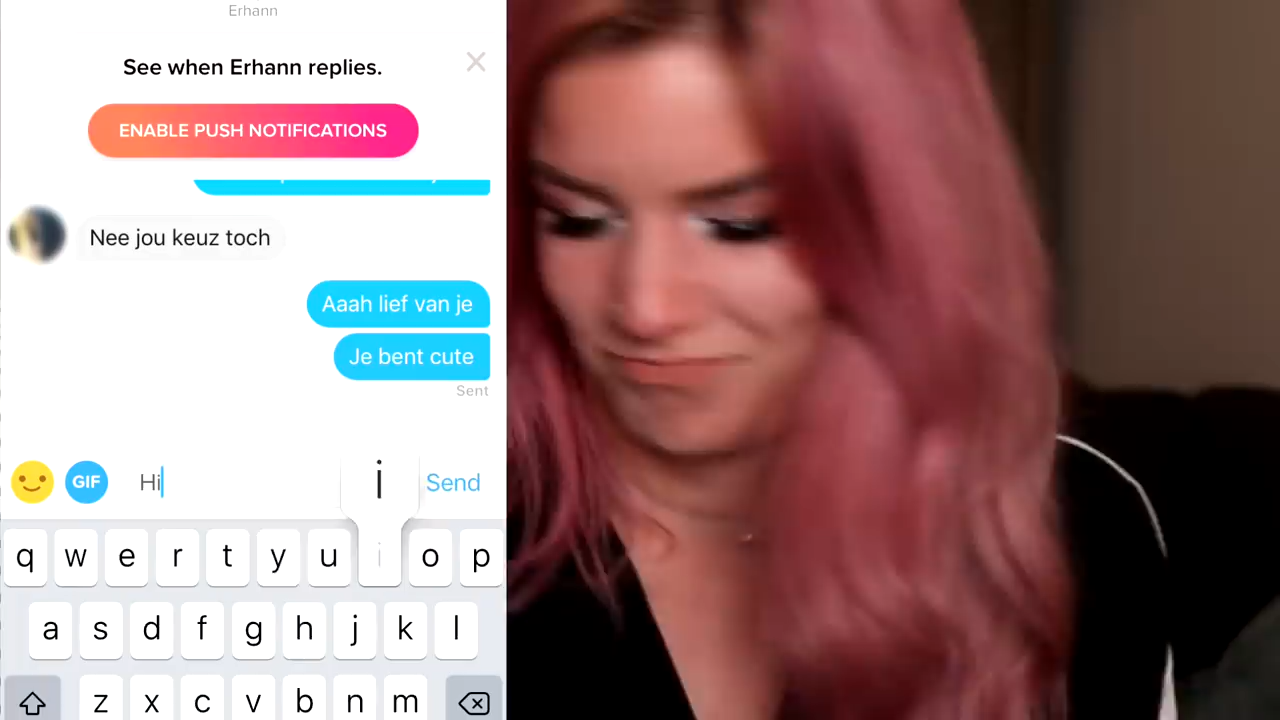 Erhann
See when Erhann replies.
ENABLE PUSH NOTIFICATIONS
Nee jou keuz toch
Aaah lief van je
Je bent cute
Sent
GIF Hi i Send
q w e r t y u i o p
a s d f g h j k l
z x c v b n m